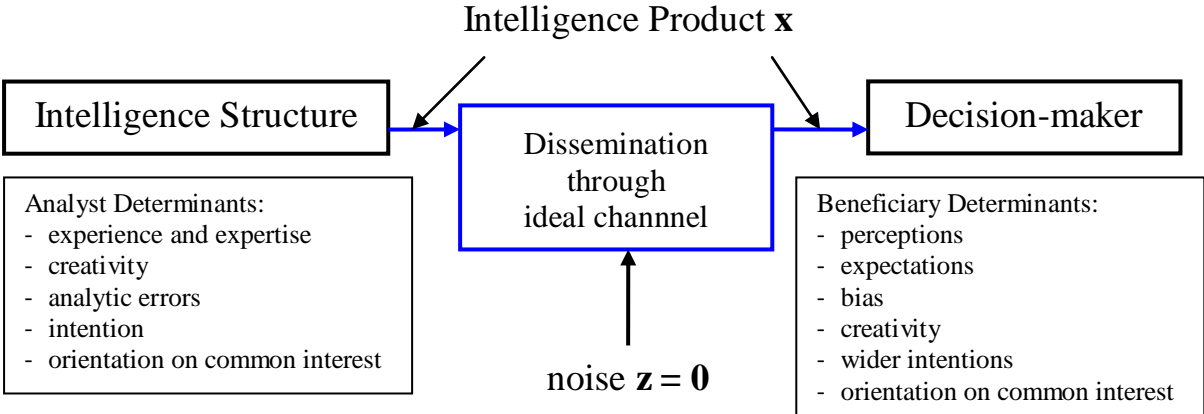 Intelligence Product x
Intelligence Structure
Dissemination
through
ideal channnel
Decision-maker
Analyst Determinants:
- experience and expertise
- creativity
- analytic errors
- intention
- orientation on common interest
Beneficiary Determinants:
- perceptions
- expectations
- bias
- creativity
- wider intentions
- orientation on common interest
noise z = 0